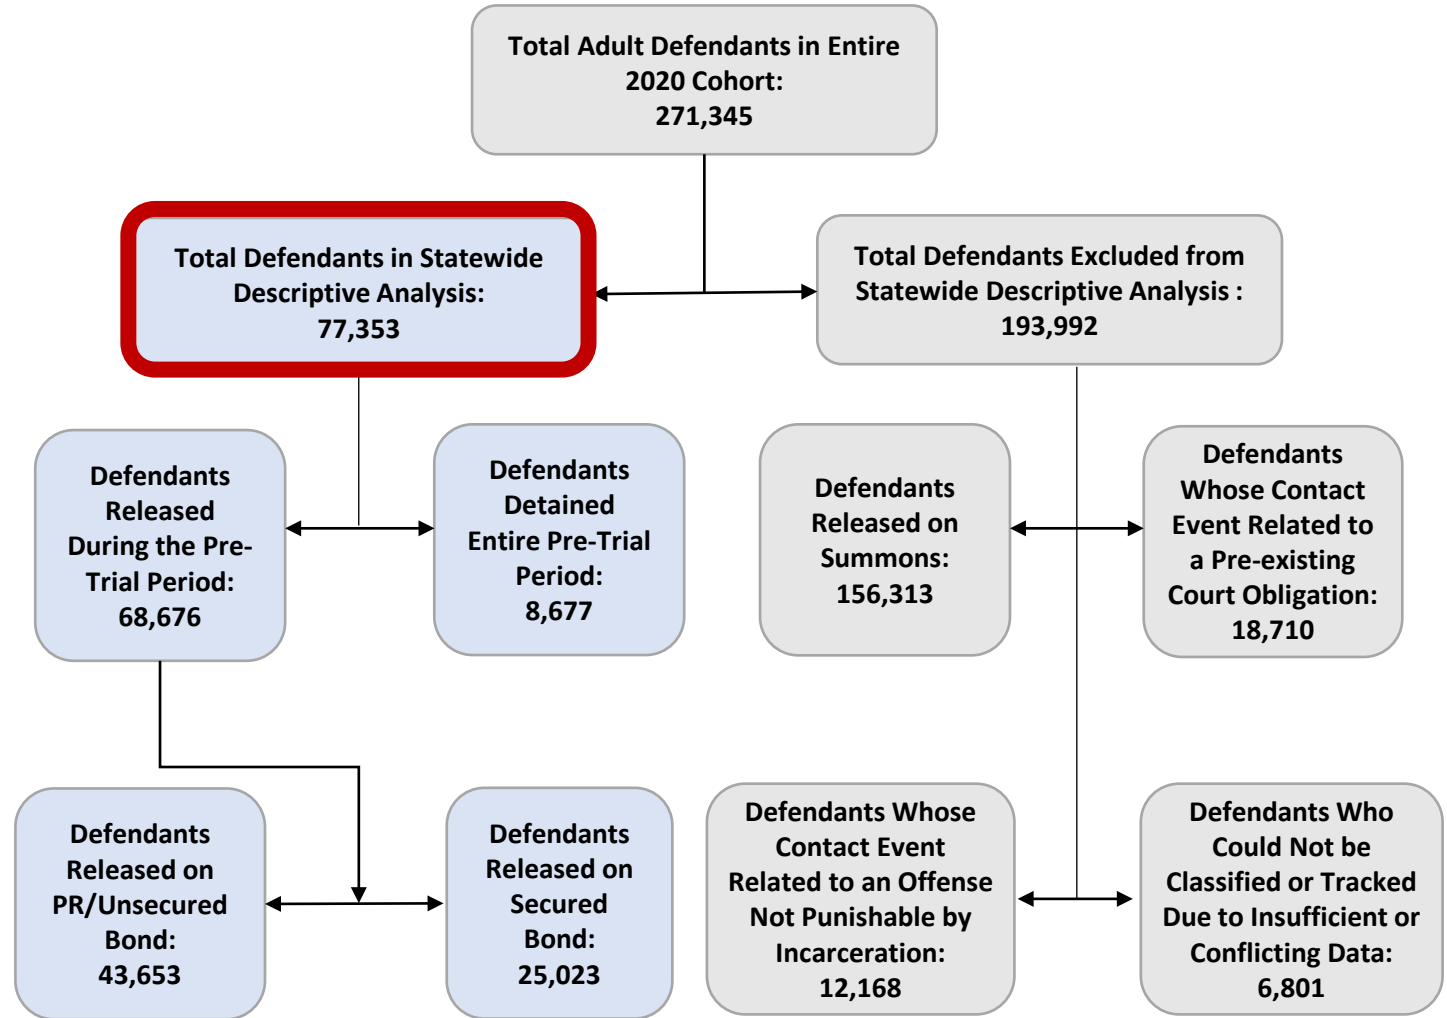 Total Adult Defendants in Entire
2020 Cohort:
271,345
Total Defendants in Statewide
Descriptive Analysis:
77,353
Total Defendants Excluded from
Statewide Descriptive Analysis :
193,992
Defendants
Released
During the Pre-
Trial Period:
68,676
Defendants
Detained
Entire Pre-Trial
Period:
8,677
Defendants
Released on
Summons:
156,313
Defendants
Whose Contact
Event Related to
a Pre-existing
Court Obligation:
18,710
Defendants
Released on
PR/Unsecured
Bond:
43,653
Defendants
Released on
Secured
Bond:
25,023
Defendants Whose
Contact Event
Related to an Offense
Not Punishable by
Incarceration:
12,168
Defendants Who
Could Not be
Classified or Tracked
Due to Insufficient or
Conflicting Data:
6,801